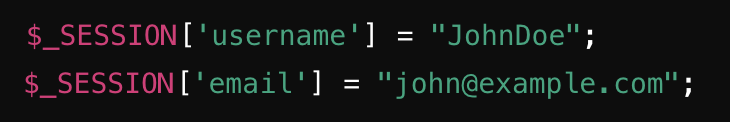 $_SESSION['username'] = "JohnDoe";
$_SESSION['email'] = "john@example.com";